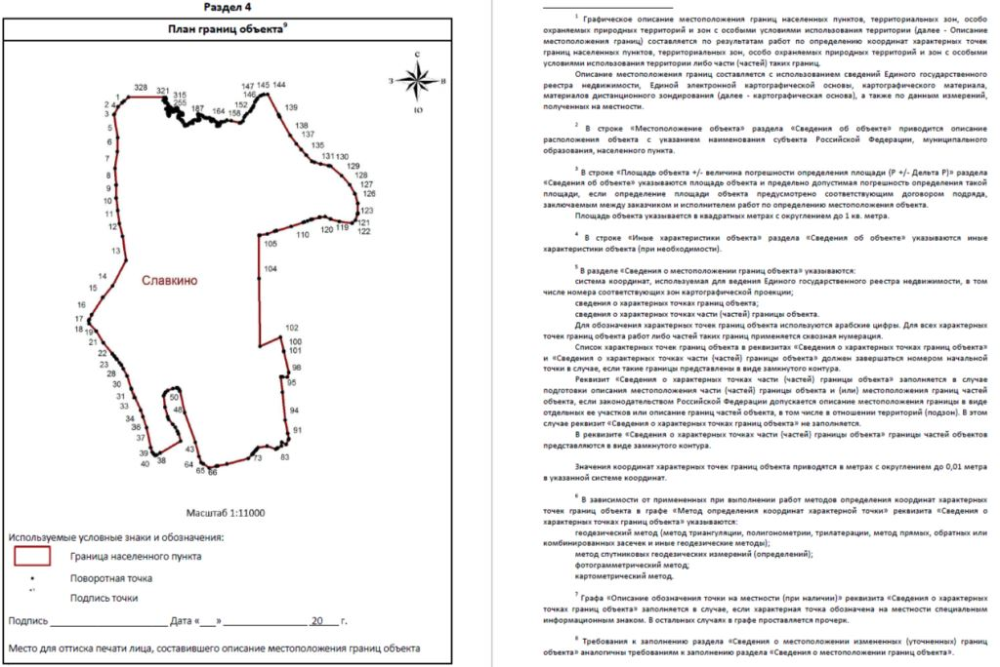 Раздел 4
План границ объекта9
С
З
В
Ю
328
321
315
255
187
164
158
152
147
146
145
144
139
138
137
135
131
130
129
128
127
126
123
121
122
120
119
110
105
104
102
100
101
98
95
94
91
83
73
66
65
64
43
48
50
38
40
39
37
36
34
33
31
30
28
23
22
21
19
18
17
16
15
14
13
12
11
10
9
8
7
6
5
3
2
4
1
Славкино
Масштаб 1:11000
Используемые условные знаки и обозначения:
Граница населенного пункта
Поворотная точка
Подпись точки
Подпись ____________________ Дата «___» ______________ 20___ г.
Место для оттиска печати лица, составившего описание местоположения границ объекта
1 Графическое описание местоположения границ населенных пунктов, территориальных зон, особо
охраняемых природных территорий и зон с особыми условиями использования территории (далее - Описание
местоположения границ) составляется по результатам работ по определению координат характерных точек
границ населенных пунктов, территориальных зон, особо охраняемых природных территорий и зон с особыми
условиями использования территории либо части (частей) таких границ.
Описание местоположения границ составляется с использованием сведений Единого государственного
реестра недвижимости, Единой электронной картографической основы, картографического материала,
материалов дистанционного зондирования (далее - картографическая основа), а также по данным измерений,
полученных на местности.
2 В строке «Местоположение объекта» раздела «Сведения об объекте» приводится описание
расположения объекта с указанием наименования субъекта Российской Федерации, муниципального
образования, населенного пункта.
3 В строке «Площадь объекта +/- величина погрешности определения площади (Р +/- Дельта Р)» раздела
«Сведения об объекте» указываются площадь объекта и предельно допустимая погрешность определения такой
площади, если определение площади объекта предусмотрено соответствующим договором подряда,
заключаемым между заказчиком и исполнителем работ по определению местоположения объекта.
Площадь объекта указывается в квадратных метрах с округлением до 1 кв. метра.
4 В строке «Иные характеристики объекта» раздела «Сведения об объекте» указываются иные
характеристики объекта (при необходимости).
5 В разделе «Сведения о местоположении границ объекта» указываются:
система координат, используемая для ведения Единого государственного реестра недвижимости, в том
числе номера соответствующих зон картографической проекции;
сведения о характерных точках границ объекта;
сведения о характерных точках части (частей) границы объекта.
Для обозначения характерных точек границ объекта используются арабские цифры. Для всех характерных
точек границ объекта работ либо частей таких границ применяется сквозная нумерация.
Список характерных точек границ объекта в реквизитах «Сведения о характерных точках границ объекта»
и «Сведения о характерных точках части (частей) границы объекта» должен завершаться номером начальной
точки в случае, если такие границы представлены в виде замкнутого контура.
Реквизит «Сведения о характерных точках части (частей) границы объекта» заполняется в случае
подготовки описания местоположения части (частей) границы объекта и (или) местоположения границ частей
объекта, если законодательством Российской Федерации допускается описание местоположения границы в виде
отдельных ее участков или описание границ частей объекта, в том числе в отношении территорий (подзон). В этом
случае реквизит «Сведения о характерных точках границ объекта» не заполняется.
В реквизите «Сведения о характерных точках части (частей) границы объекта» границы частей объектов
представляются в виде замкнутого контура.
Значения координат характерных точек границ объекта приводятся в метрах с округлением до 0,01 метра
в указанной системе координат.
6 В зависимости от примененных при выполнении работ методов определения координат характерных
точек границ объекта в графе «Метод определения координат характерной точки» реквизита «Сведения о
характерных точках границ объекта» указываются:
геодезический метод (метод триангуляции, полигонометрии, трилатерации, метод прямых, обратных или
комбинированных засечек и иные геодезические методы);
метод спутниковых геодезических измерений (определений);
фотограмметрический метод;
картометрический метод.
7 Графа «Описание обозначения точки на местности (при наличии)» реквизита «Сведения о характерных
точках границ объекта» заполняется в случае, если характерная точка обозначена на местности специальным
информационным знаком. В остальных случаях в графе проставляется прочерк.
8 Требования к заполнению раздела «Сведения о местоположении измененных (уточненных) границ
объекта» аналогичны требованиям к заполнению раздела «Сведения о местоположении границ объекта».